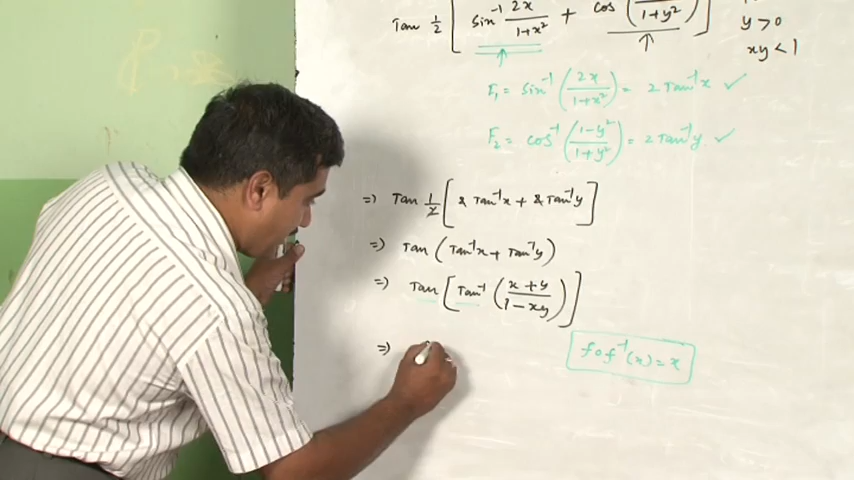 Tan 1/2 [ sin⁻¹ 2x/1+x² + cos⁻¹ ( /1+y²) ]
y > 0
xy < 1
F₁ = sin⁻¹ (2x/1+x²) = 2 Tan⁻¹x ✓
F₂ = cos⁻¹ (1-y²/1+y²) = 2 Tan⁻¹y ✓
=) Tan 1/2 [ 2 Tan⁻¹x + 2 Tan⁻¹y ]
=) Tan ( Tan⁻¹x + Tan⁻¹y )
=) Tan [ Tan⁻¹ ( x + y / 1 - xy ) ]
=)
fof⁻¹(x) = x